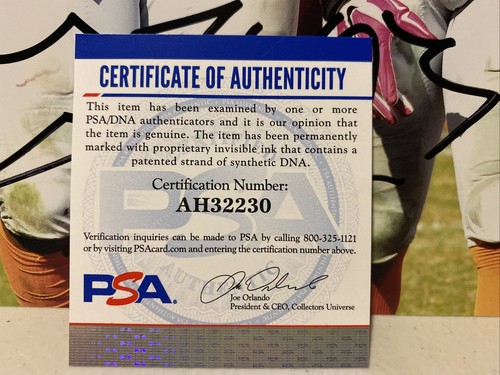 CERTIFICATE OF AUTHENTICITY
This item has been examined by one or more
PSA/DNA authenticators and it is our opinion that
the item is genuine. The item has been permanently
marked with proprietary invisible ink that contains a
patented strand of synthetic DNA.
Certification Number:
AH32230
Verification inquiries can be made to PSA by calling 800-325-1121
or by visiting PSAcard.com and entering the certification number above.
PSA.
Joe Orlando
President & CEO, Collectors Universe